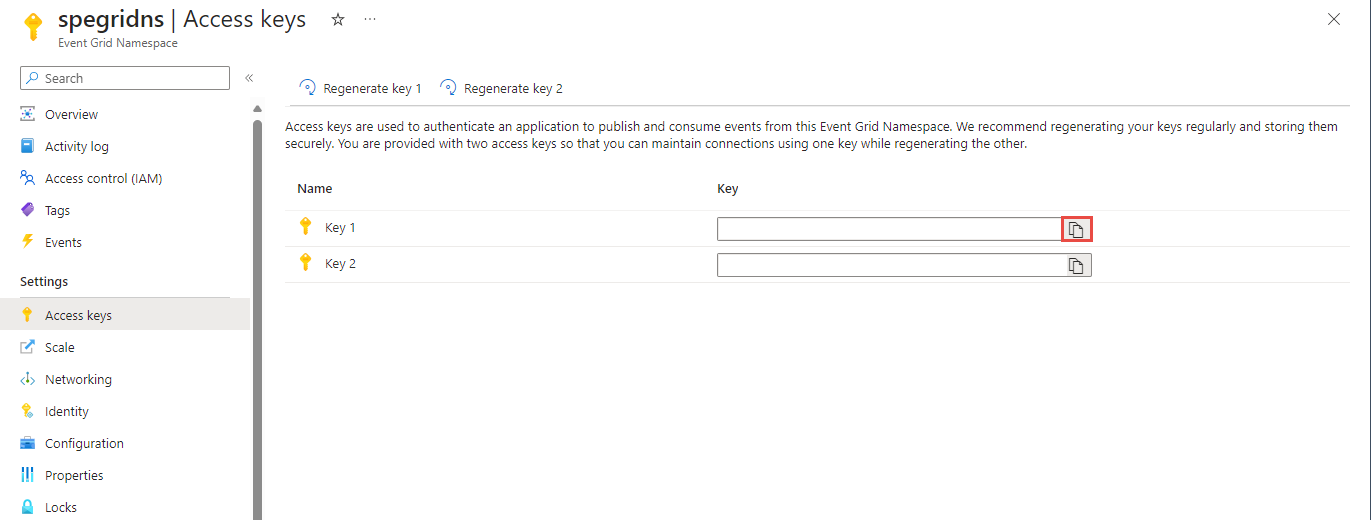 spegridns | Access keys
Event Grid Namespace
Search
Overview
Activity log
Access control (IAM)
Tags
Events
Settings
Access keys
Scale
Networking
Identity
Configuration
Properties
Locks
Regenerate key 1
Regenerate key 2
Access keys are used to authenticate an application to publish and consume events from this Event Grid Namespace. We recommend regenerating your keys regularly and storing them
securely. You are provided with two access keys so that you can maintain connections using one key while regenerating the other.
Name Key
Key 1
Key 2